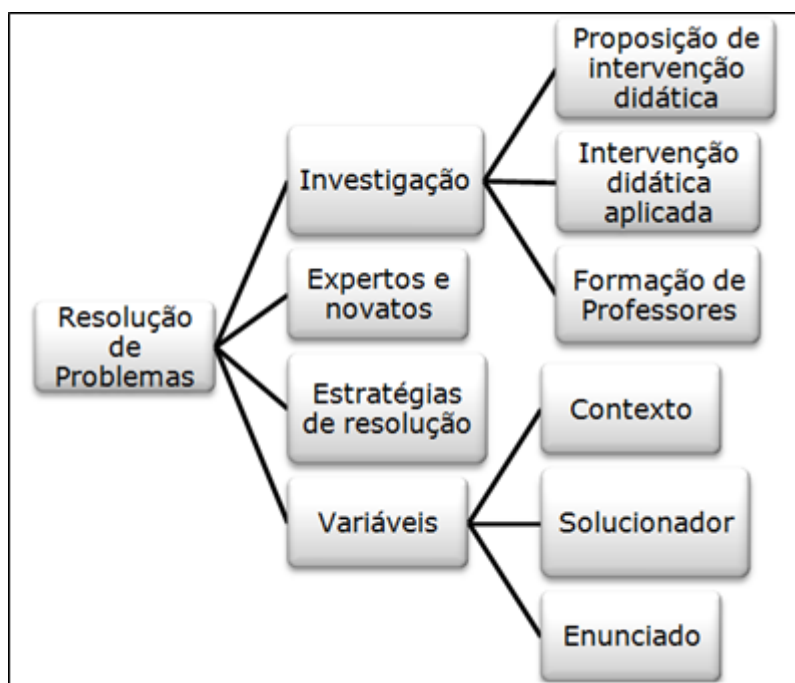 Resolução
de
Problemas
Investigação
Expertos e
novatos
Estratégias
de resolução
Variáveis
Proposição de
intervenção
didática
Intervenção
didática
aplicada
Formação de
Professores
Contexto
Solucionador
Enunciado